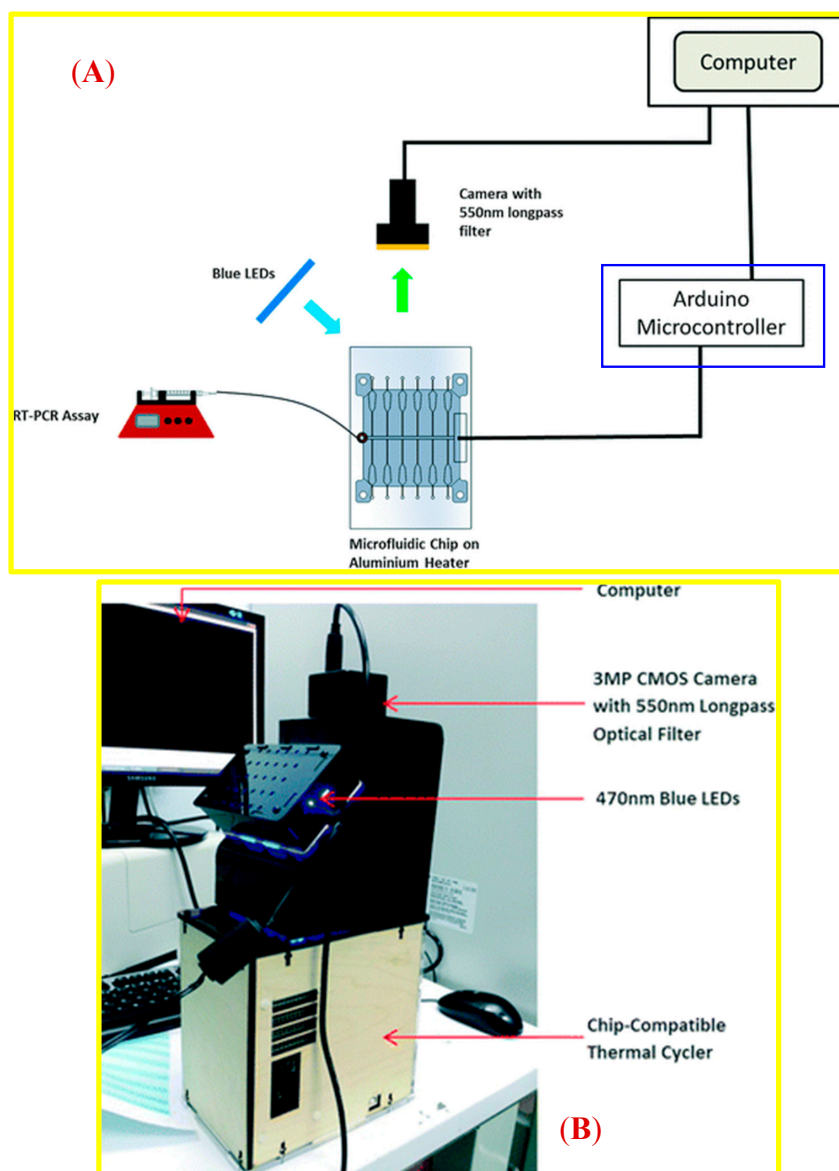 (A)
Computer
Camera with
550nm longpass
filter
Blue LEDs
Arduino
Microcontroller
RT-PCR Assay
Microfluidic Chip on
Aluminium Heater
Computer
3MP CMOS Camera
with 550nm Longpass
Optical Filter
SAMSUNG
470nm Blue LEDs
Chip-Compatible
Thermal Cycler
(B)